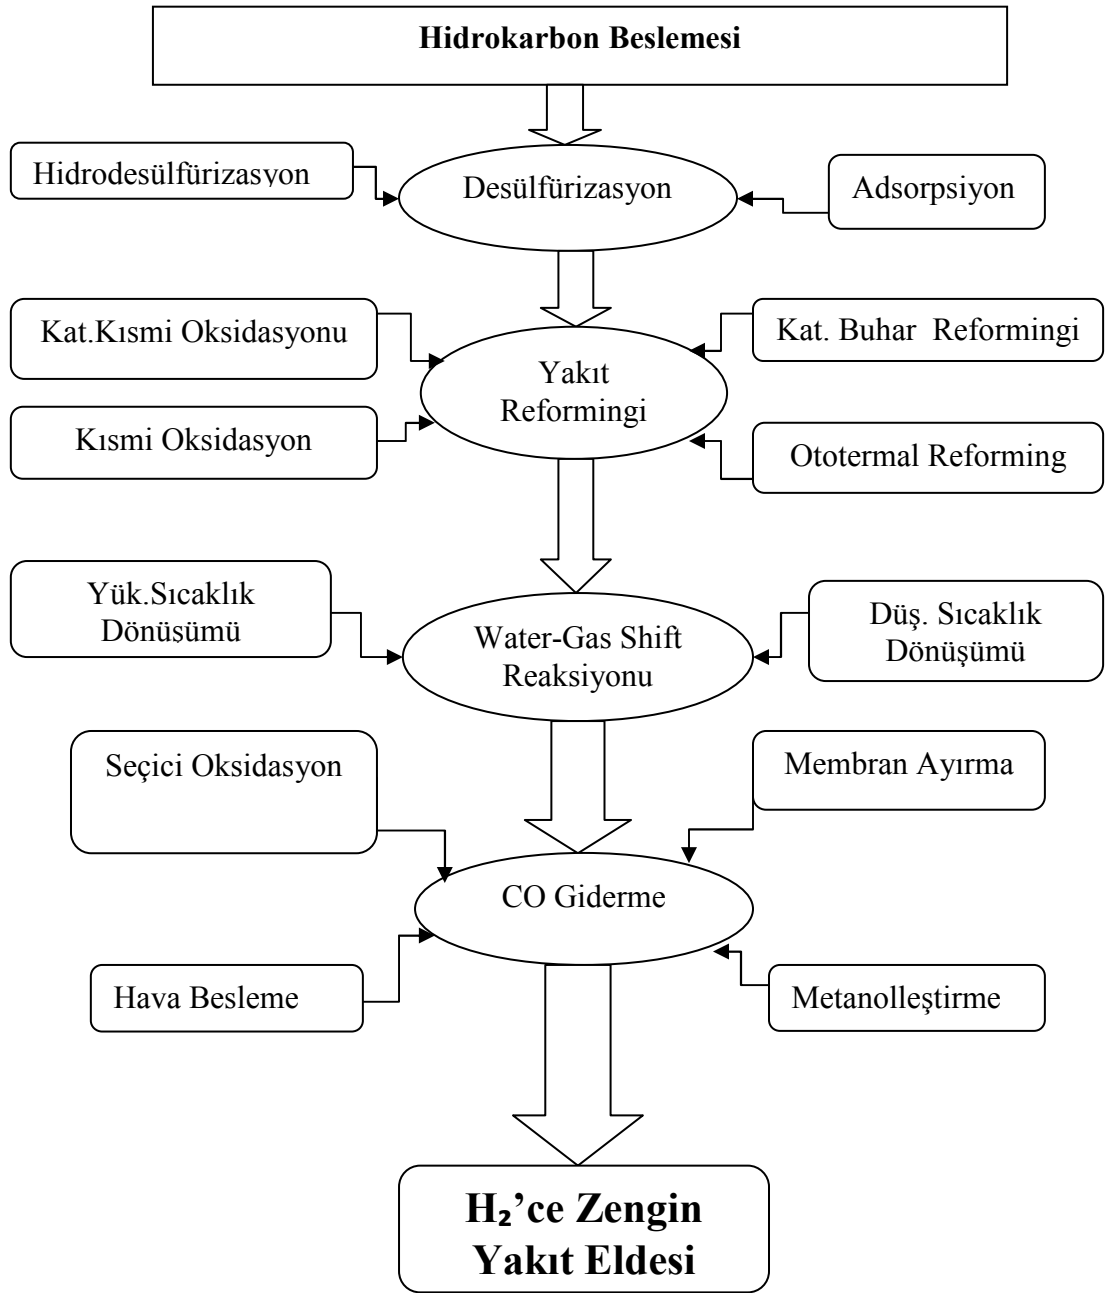 Hidrokarbon Beslemesi
Hidrodesülfürizasyon
Desülfürizasyon
Adsorpsiyon
Kat.Kısmi Oksidasyonu
Kat. Buhar Reformingi
Yakıt
Reformingi
Kısmi Oksidasyon
Ototermal Reforming
Yük.Sıcaklık
Dönüşümü
Water-Gas Shift
Reaksiyonu
Düş. Sıcaklık
Dönüşümü
Seçici Oksidasyon
Membran Ayırma
CO Giderme
Hava Besleme
Metanolleştirme
H₂’ce Zengin
Yakıt Eldesi